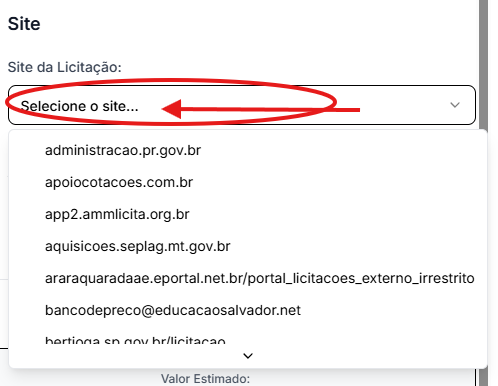 Site
Site da Licitação:
Selecione o site...
administracao.pr.gov.br
apoiocotacoes.com.br
app2.ammlicita.org.br
aquisicoes.seplag.mt.gov.br
araraquaradaae.eportal.net.br/portal_licitacoes_externo_irrestrito
bancodepreco@educacaosalvador.net
bertioga.sp.gov.br/licitacao
Valor Estimado: